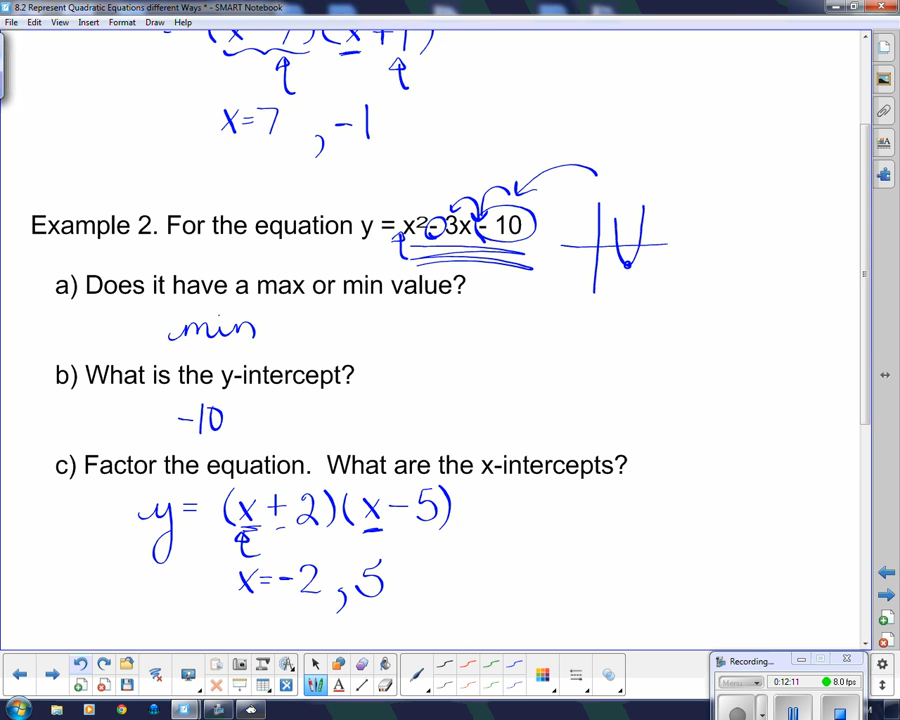 8.2 Represent Quadratic Equations different Ways * - SMART Notebook
File Edit View Insert Format Draw Help
(x - 7)(x + 1)
x=7 , -1
Example 2. For the equation y = x² - 3x - 10
a) Does it have a max or min value?
min
b) What is the y-intercept?
-10
c) Factor the equation. What are the x-intercepts?
y = (x + 2)(x - 5)
x = -2 , 5
Recording...
Menu
0:12:11 8.0 fps